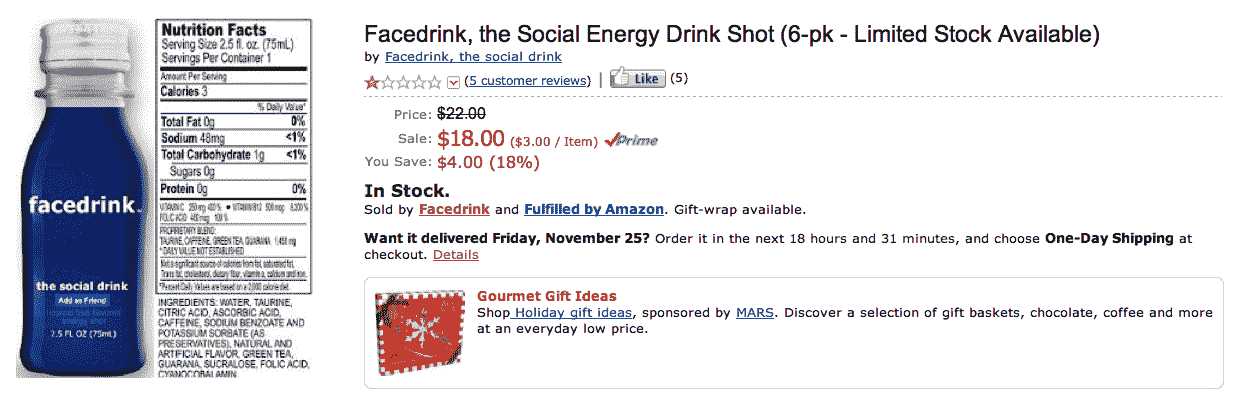 facedrink.
the social drink
Add as Friend
2.5 FL OZ (75mL)
Nutrition Facts
Serving Size 2.5 fl. oz. (75mL)
Servings Per Container 1
Amount Per Serving
Calories 3
% Daily Value*
Total Fat 0g 0%
Sodium 48mg <1%
Total Carbohydrate 1g <1%
Sugars 0g
Protein 0g 0%
VITAMIN C 250mg 400% • VITAMIN B12 500mcg 8,200%
FOLIC ACID 400mcg 100%
PROPRIETARY BLEND:
TAURINE, CAFFEINE, GREEN TEA, GUARANA 1,450 mg
*DAILY VALUE NOT ESTABLISHED
Not a significant source of calories from fat, saturated fat,
Trans fat, cholesterol, dietary fiber, vitamin a, calcium and iron.
*Percent Daily Values are based on a 2,000 calorie diet.
INGREDIENTS: WATER, TAURINE,
CITRIC ACID, ASCORBIC ACID,
CAFFEINE, SODIUM BENZOATE AND
POTASSIUM SORBATE (AS
PRESERVATIVES), NATURAL AND
ARTIFICIAL FLAVOR, GREEN TEA,
GUARANA, SUCRALOSE, FOLIC ACID,
CYANOCOBALAMIN
Facedrink, the Social Energy Drink Shot (6-pk - Limited Stock Available)
by Facedrink, the social drink
(5 customer reviews) | Like (5)
Price: $22.00
Sale: $18.00 ($3.00 / Item) Prime
You Save: $4.00 (18%)
In Stock.
Sold by Facedrink and Fulfilled by Amazon. Gift-wrap available.
Want it delivered Friday, November 25? Order it in the next 18 hours and 31 minutes, and choose One-Day Shipping at
checkout. Details
Gourmet Gift Ideas
Shop Holiday gift ideas, sponsored by MARS. Discover a selection of gift baskets, chocolate, coffee and more
at an everyday low price.